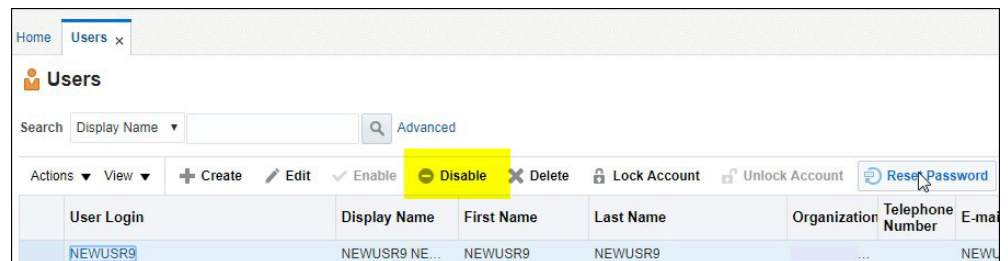 Home Users x
Users
Search Display Name ▼ Advanced
Actions ▼ View ▼ Create Edit Enable Disable Delete Lock Account Unlock Account Reset Password
User Login Display Name First Name Last Name Organization Telephone Number E-mai
NEWUSR9 NEWUSR9 NE... NEWUSR9 NEWUSR9 ... NEWU